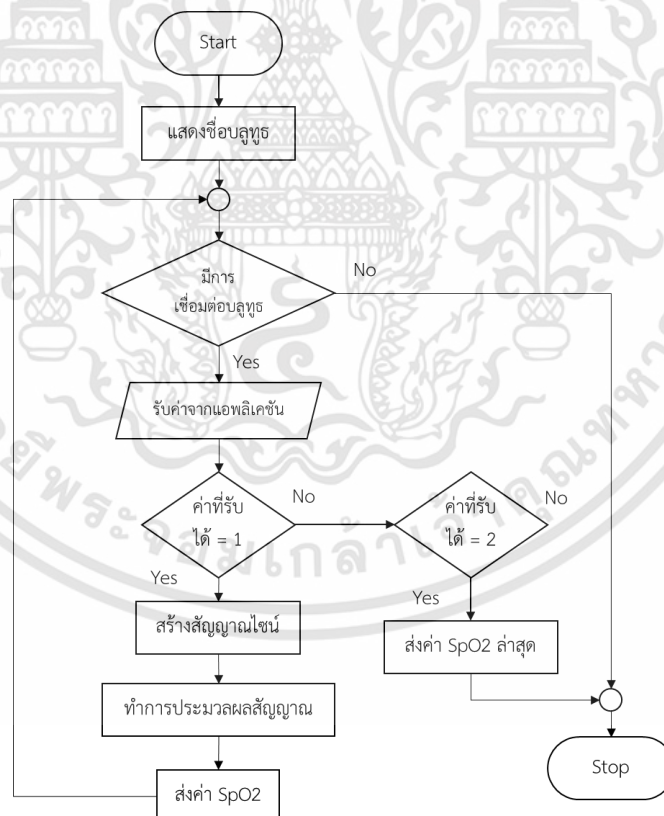 Start
แสดงชื่อบลูทูธ
มีการ
เชื่อมต่อบลูทูธ
No
Yes
รับค่าจากแอพลิเคชัน
ค่าที่รับ
ได้ = 1
No
ค่าที่รับ
ได้ = 2
No
Yes
Yes
สร้างสัญญาณไซน์
ส่งค่า SpO2 ล่าสุด
ทำการประมวลผลสัญญาณ
ส่งค่า SpO2
Stop